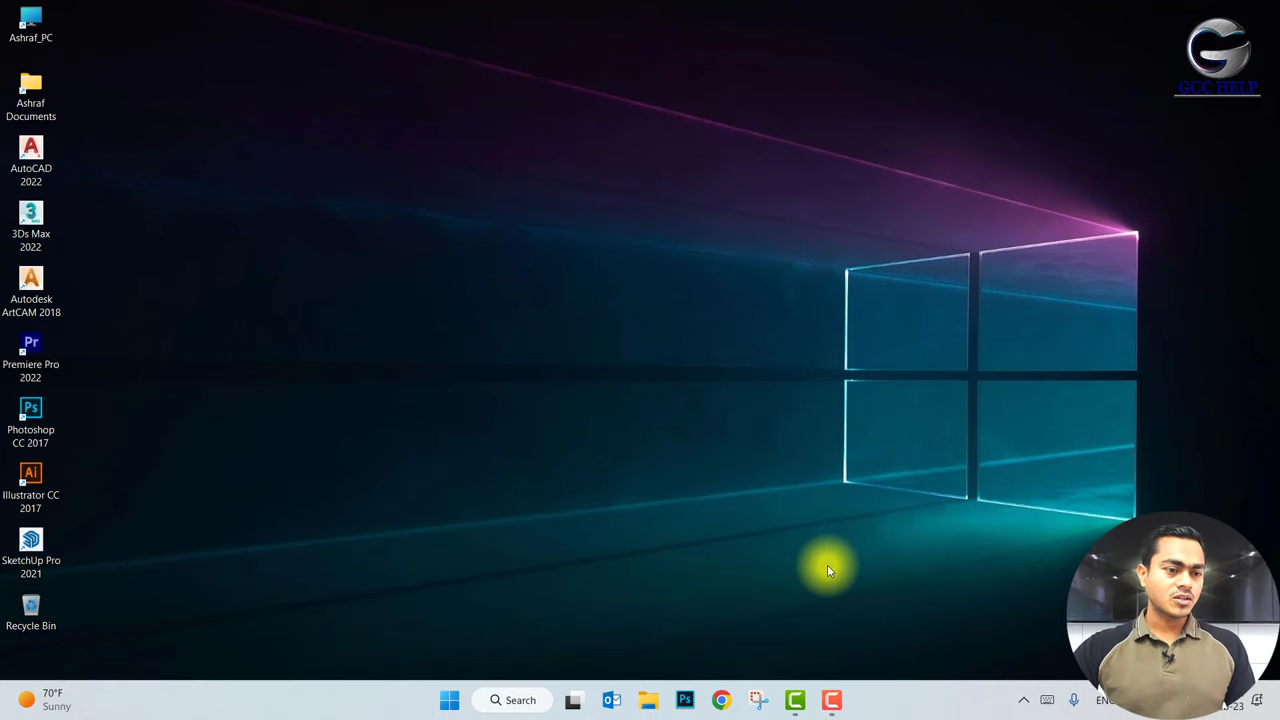 Ashraf_PC
Ashraf
Documents
AutoCAD
2022
3Ds Max
2022
Autodesk
ArtCAM 2018
Premiere Pro
2022
Photoshop
CC 2017
Illustrator CC
2017
SketchUp Pro
2021
Recycle Bin
GCC HELP
70°F
Sunny
Search